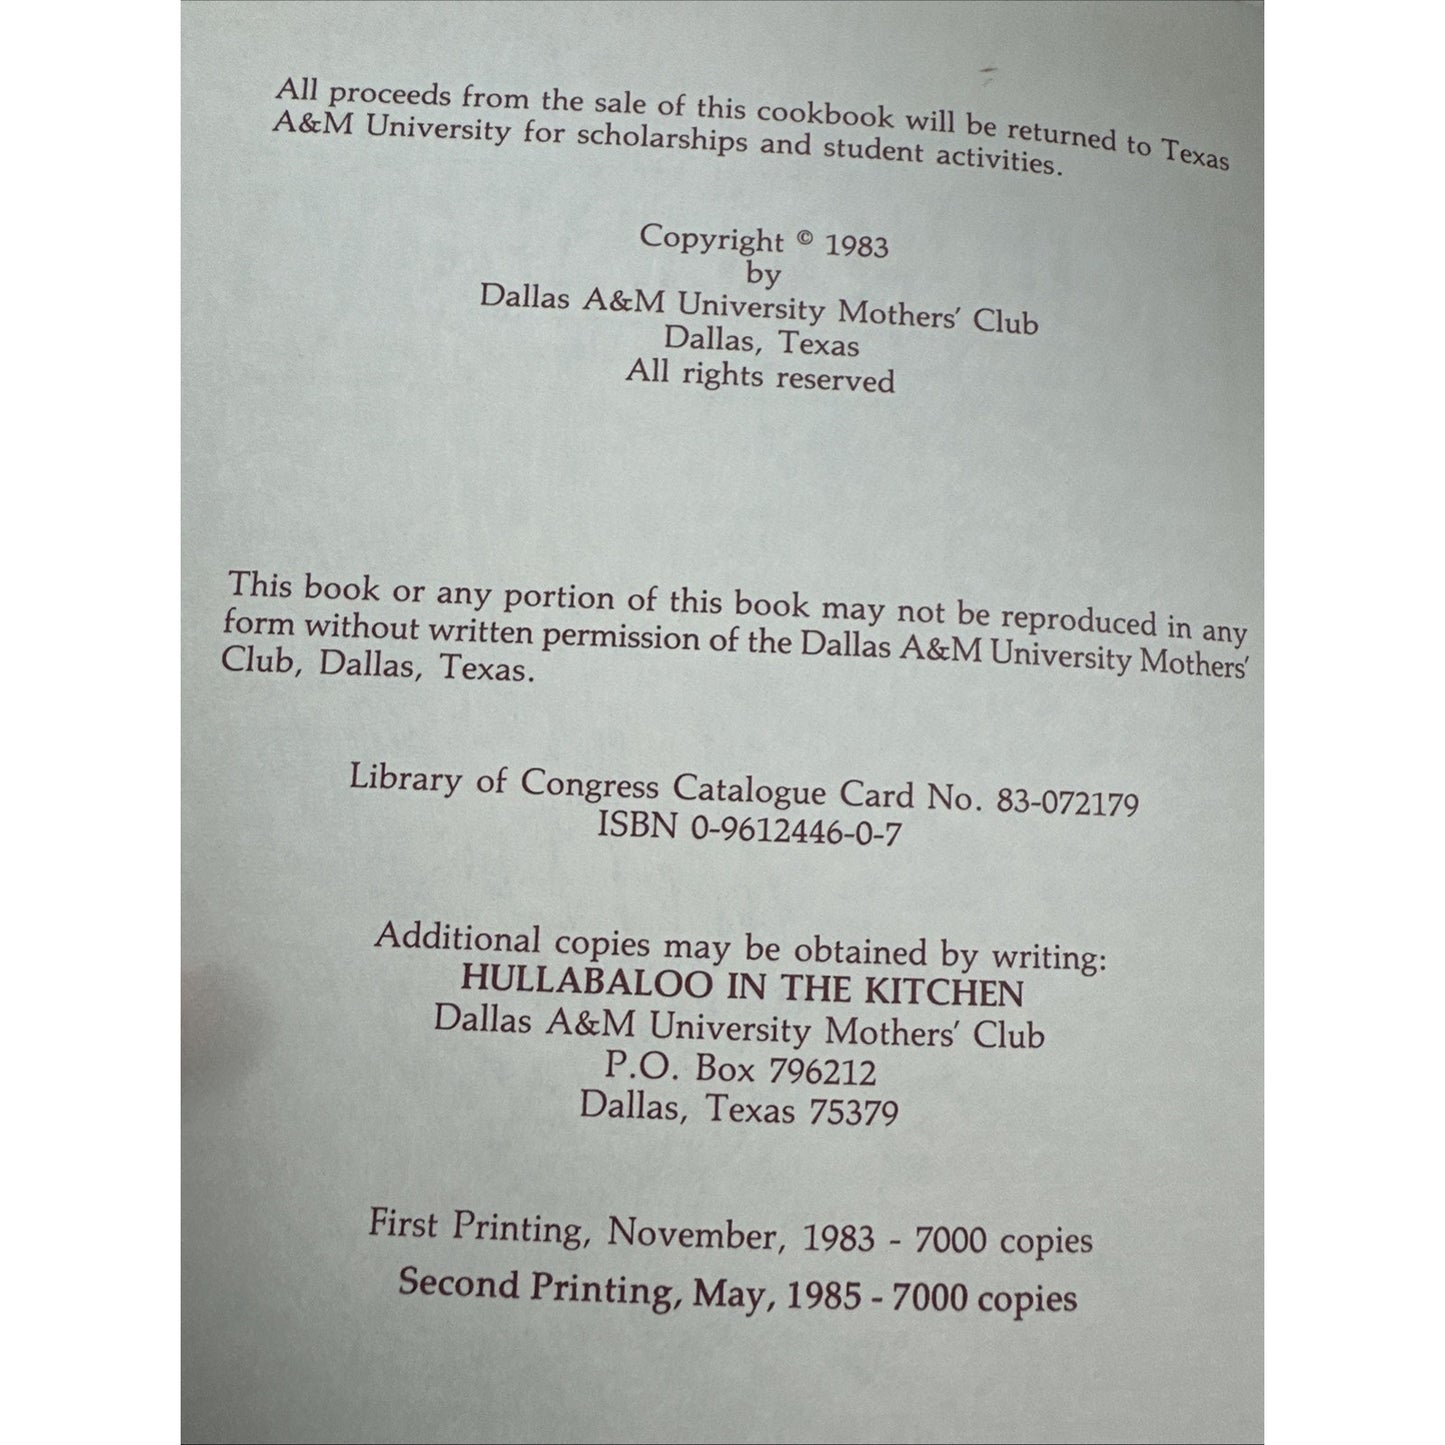 All proceeds from the sale of this cookbook will be returned to Texas
A&M University for scholarships and student activities.
Copyright © 1983
by
Dallas A&M University Mothers' Club
Dallas, Texas
All rights reserved
This book or any portion of this book may not be reproduced in any
form without written permission of the Dallas A&M University Mothers'
Club, Dallas, Texas.
Library of Congress Catalogue Card No. 83-072179
ISBN 0-9612446-0-7
Additional copies may be obtained by writing:
HULLABALOO IN THE KITCHEN
Dallas A&M University Mothers' Club
P.O. Box 796212
Dallas, Texas 75379
First Printing, November, 1983 - 7000 copies
Second Printing, May, 1985 - 7000 copies